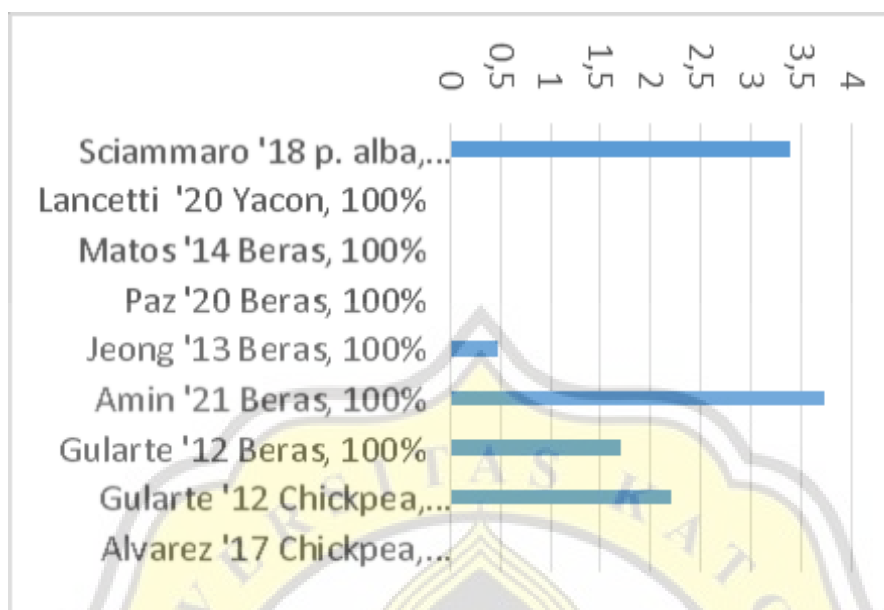 0 0,5 1 1,5 2 2,5 3 3,5 4
Sciammaro '18 p. alba,...
Lancetti '20 Yacon, 100%
Matos '14 Beras, 100%
Paz '20 Beras, 100%
Jeong '13 Beras, 100%
Amin '21 Beras, 100%
Gularte '12 Beras, 100%
Gularte '12 Chickpea,...
Alvarez '17 Chickpea,...
ERSITAS KATO